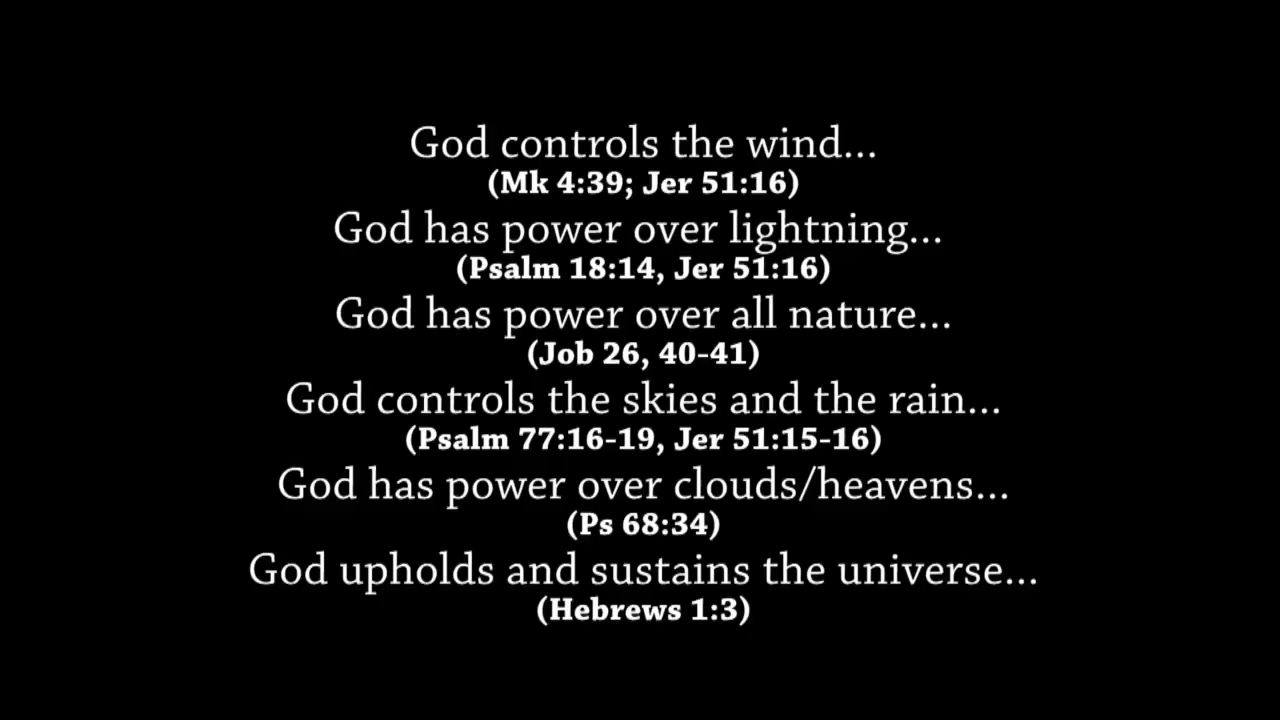 God controls the wind...
(Mk 4:39; Jer 51:16)
God has power over lightning...
(Psalm 18:14, Jer 51:16)
God has power over all nature...
(Job 26, 40-41)
God controls the skies and the rain...
(Psalm 77:16-19, Jer 51:15-16)
God has power over clouds/heavens...
(Ps 68:34)
God upholds and sustains the universe...
(Hebrews 1:3)